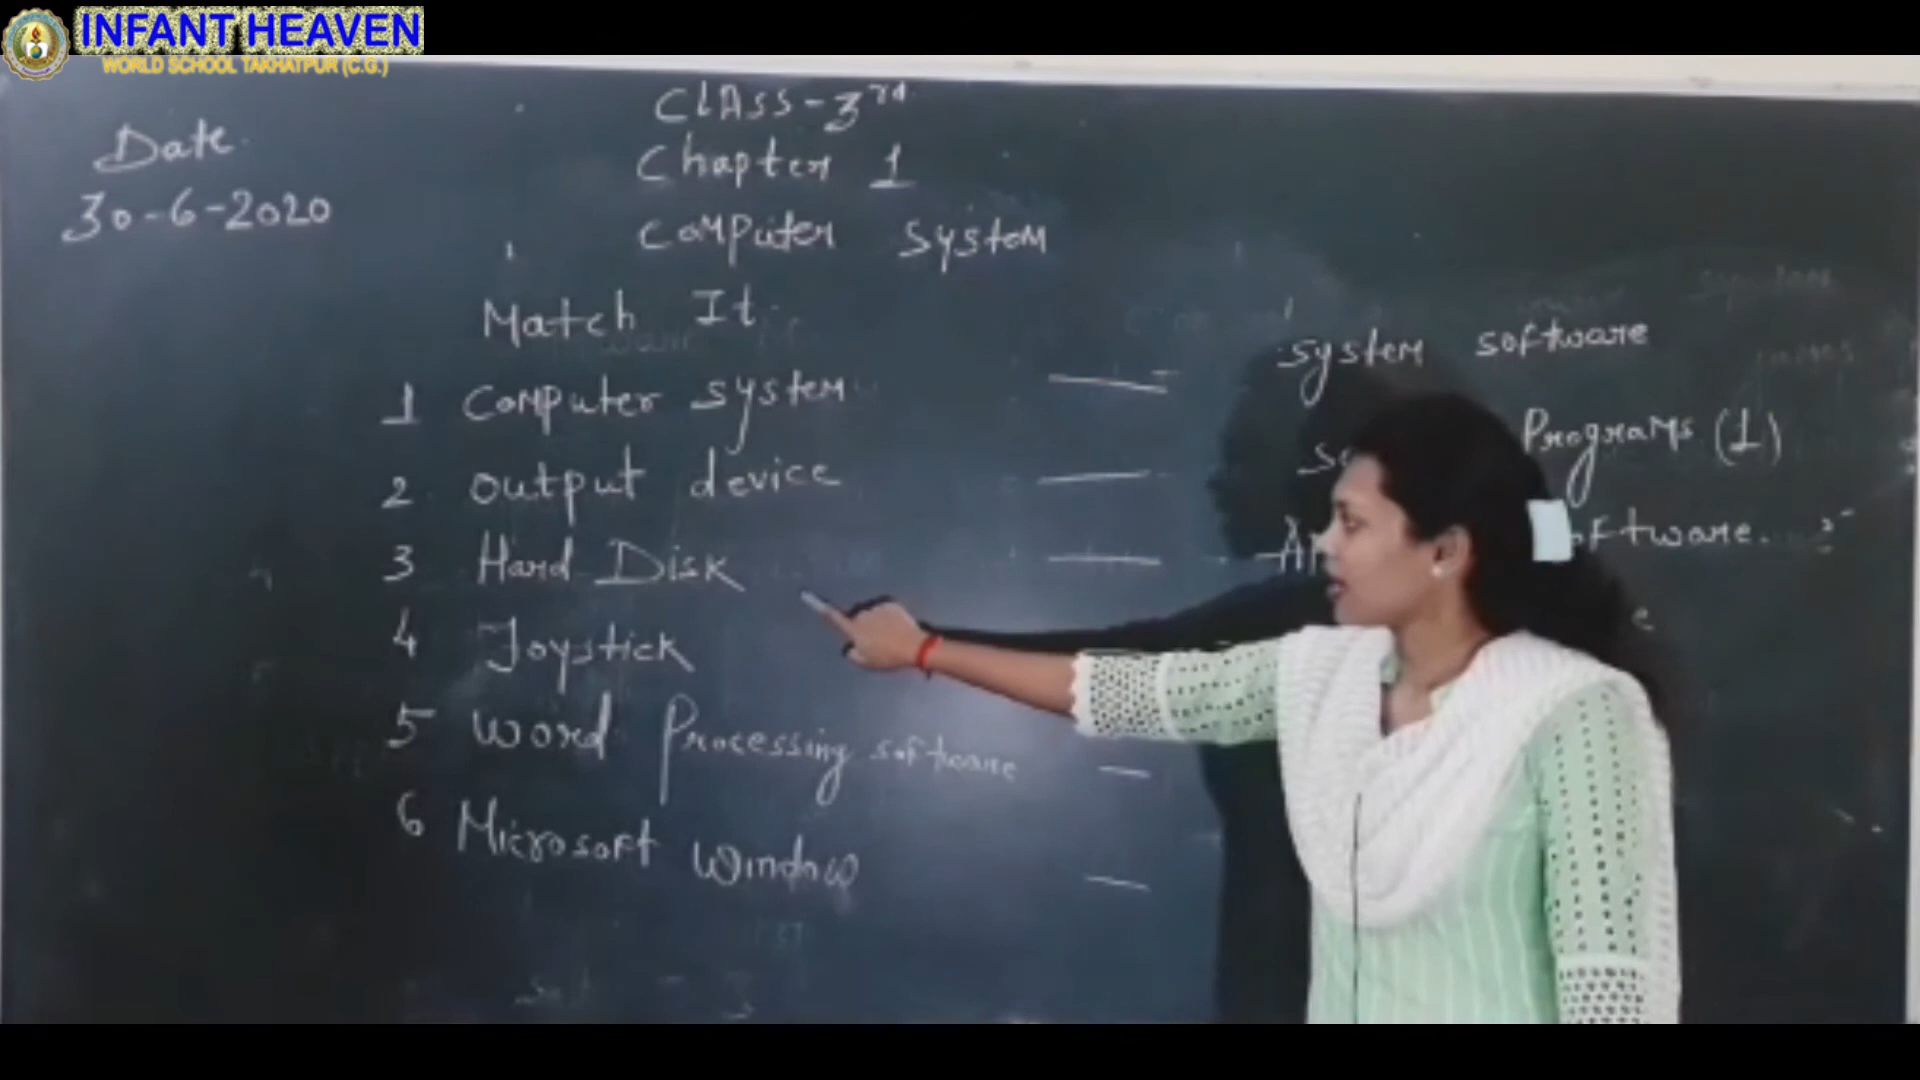 INFANT HEAVEN
WORLD SCHOOL TAKHATPUR (C.G.)
Class-3rd
Date
Chapter 1
30-6-2020
Computer System
Match It
1 Computer system
2 Output device
3 Hard Disk
4 Joystick
5 Word Processing software
6 Microsoft Window
system software
Programs (1)